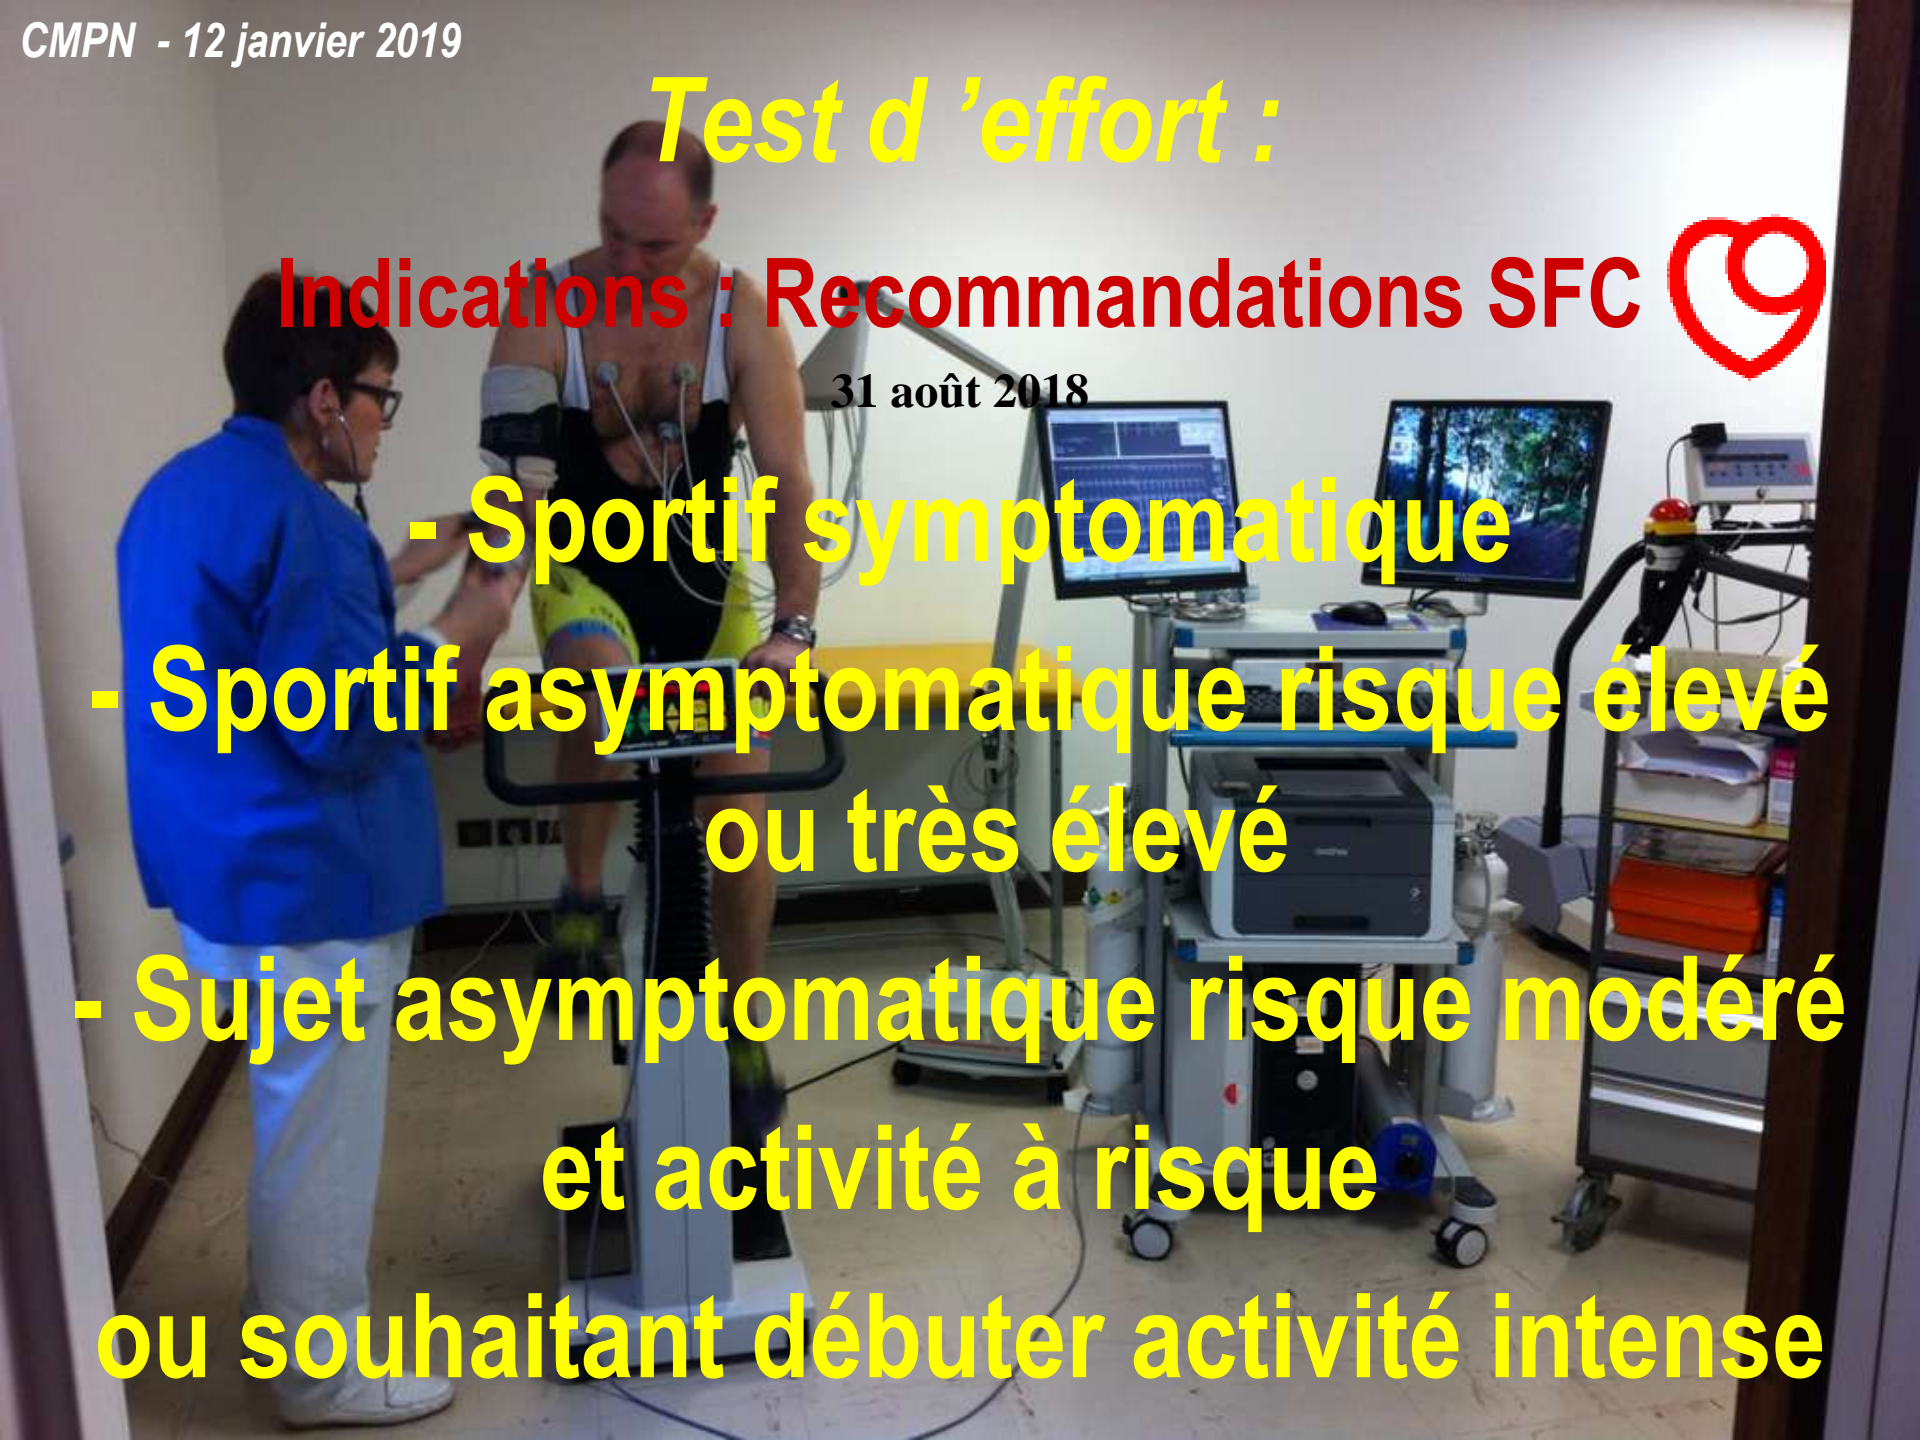 CMPN - 12 janvier 2019
Test d ’effort :
Indications : Recommandations SFC
31 août 2018
- Sportif symptomatique
- Sportif asymptomatique risque élevé
ou très élevé
- Sujet asymptomatique risque modéré
et activité à risque
ou souhaitant débuter activité intense